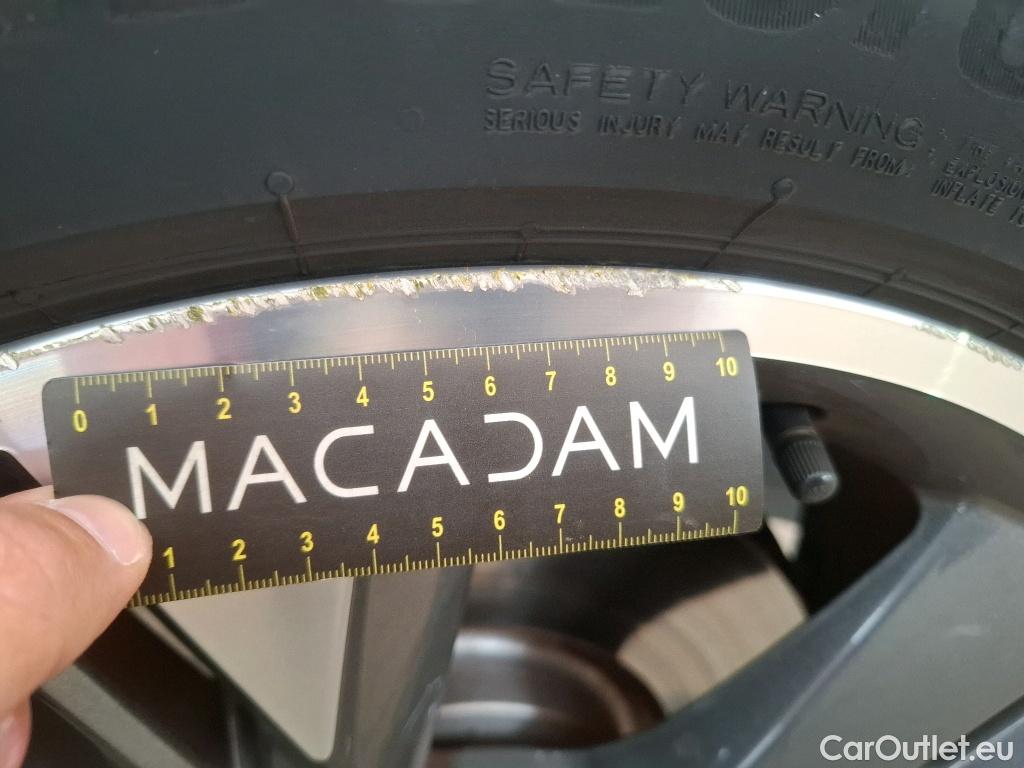 SAFETY WARNING
SERIOUS INJURY MAY RESULT FROM:
EXPLOSION
INFLATE TO
0 1 2 3 4 5 6 7 8 9 10
MACADAM
1 2 3 4 5 6 7 8 9 10
CarOutlet.eu